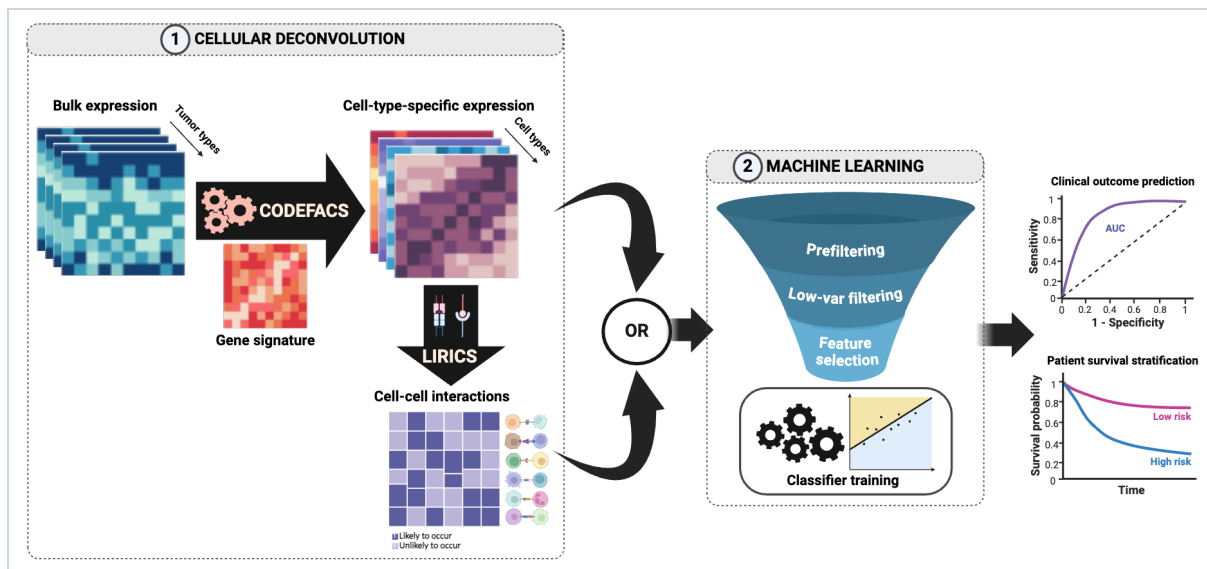 1 CELLULAR DECONVOLUTION
Bulk expression
Tumor types
CODEFACS
Gene signature
Cell-type-specific expression
Cell types
LIRICS
Cell-cell interactions
Likely to occur
Unlikely to occur
OR
2 MACHINE LEARNING
Prefiltering
Low-var filtering
Feature
selection
Classifier training
Clinical outcome prediction
Sensitivity
1
0.8
0.6
0.4
0.2
0
AUC
0 0.2 0.4 0.6 0.8 1
1 - Specificity
Patient survival stratification
Survival probability
1
0.8
0.6
0.4
0.2
0
Low risk
High risk
Time